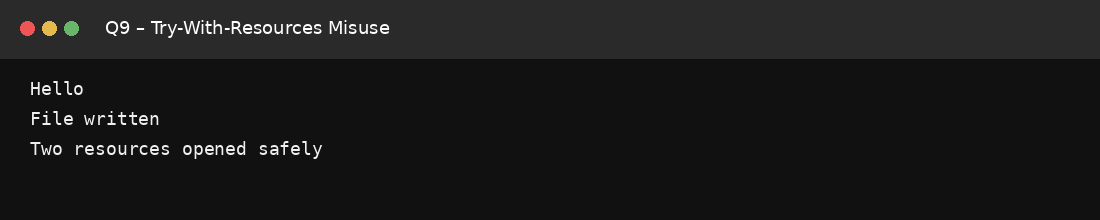 Q9 – Try-With-Resources Misuse
Hello
File written
Two resources opened safely